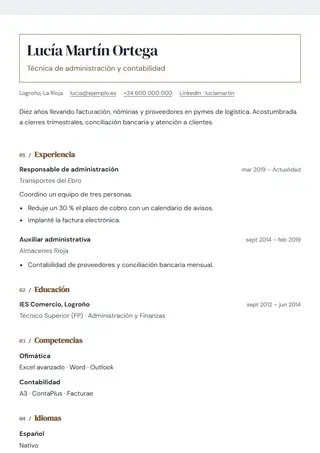 Lucía Martín Ortega
Técnica de administración y contabilidad
Logroño, La Rioja lucia@ejemplo.es +34 600 000 000 LinkedIn · luciamartin
Diez años llevando facturación, nóminas y proveedores en pymes de logística. Acostumbrada
a cierres trimestrales, conciliación bancaria y atención a clientes.
01 / Experiencia
Responsable de administración mar 2019 – Actualidad
Transportes del Ebro
Coordino un equipo de tres personas.
• Reduje un 30 % el plazo de cobro con un calendario de avisos.
• Implanté la factura electrónica.
Auxiliar administrativa sept 2014 – feb 2019
Almacenes Rioja
• Contabilidad de proveedores y conciliación bancaria mensual.
02 / Educación
IES Comercio, Logroño sept 2012 – jun 2014
Técnico Superior (FP) · Administración y Finanzas
03 / Competencias
Ofimática
Excel avanzado · Word · Outlook
Contabilidad
A3 · ContaPlus · Facturae
04 / Idiomas
Español
Nativo